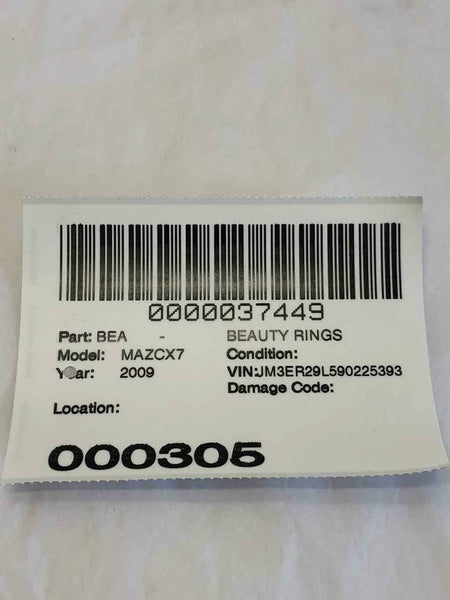 0000037449
Part: BEA - BEAUTY RINGS
Model: MAZCX7 Condition:
Year: 2009 VIN:JM3ER29L590225393
Damage Code:
Location:
000305